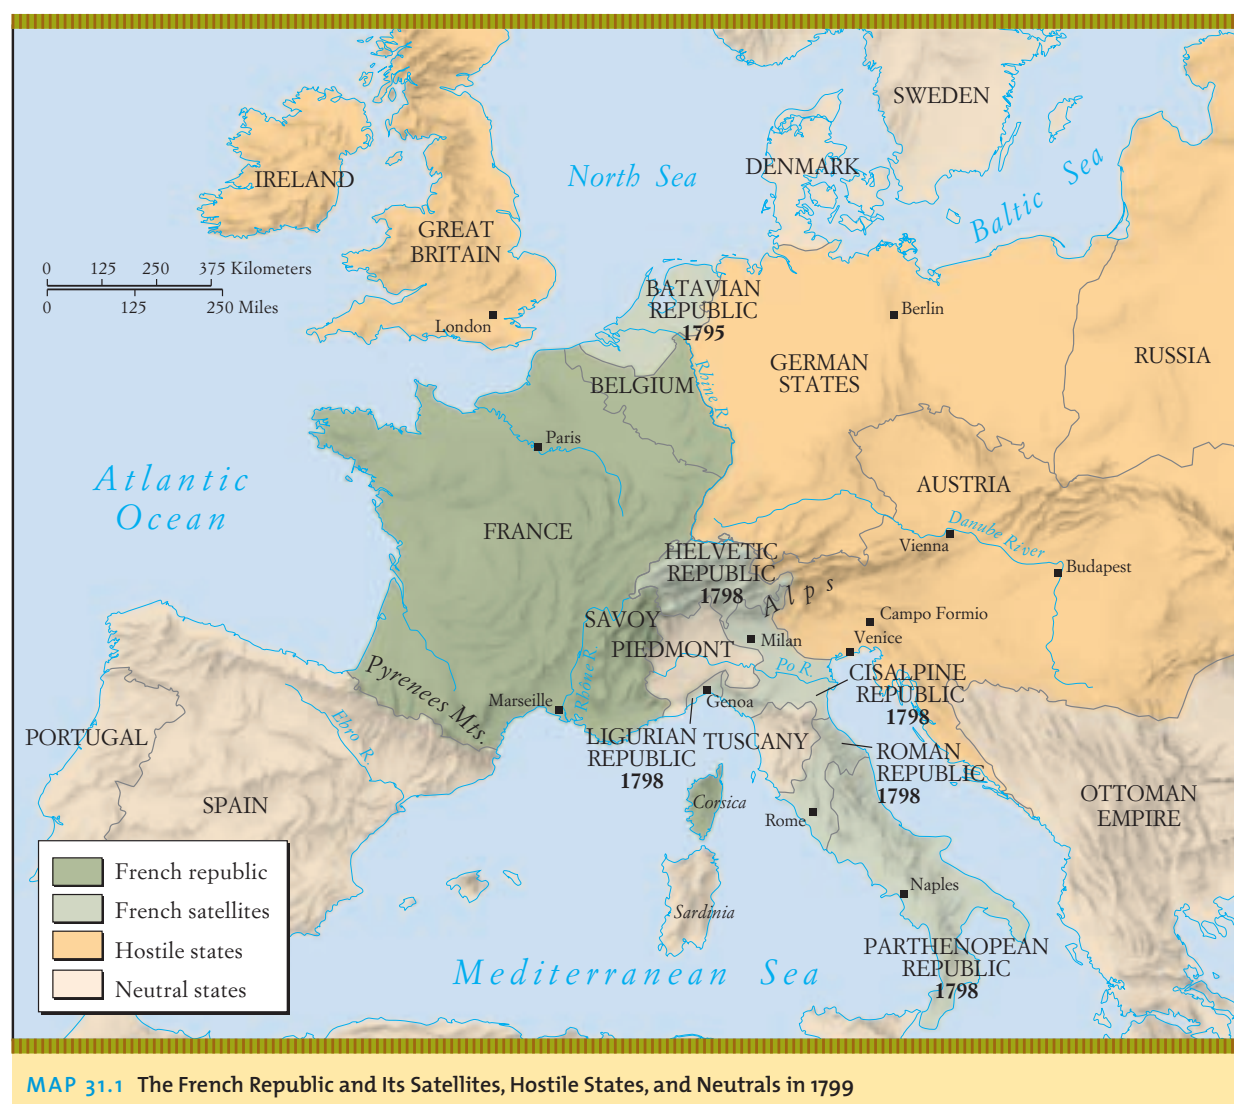 SWEDEN
DENMARK
North Sea
Baltic Sea
IRELAND
GREAT
BRITAIN
0 125 250 375 Kilometers
0 125 250 Miles
London
BATAVIAN
REPUBLIC
1795
Berlin
GERMAN
STATES
RUSSIA
BELGIUM
Rhine R.
Paris
Atlantic
Ocean
FRANCE
AUSTRIA
Danube River
Vienna
Budapest
HELVETIC
REPUBLIC
1798
Alps
SAVOY
PIEDMONT
Milan
Campo Formio
Venice
Po R.
CISALPINE
REPUBLIC
1798
Pyrenees Mts.
Marseille
Rhône R.
Genoa
LIGURIAN
REPUBLIC
1798
TUSCANY
ROMAN
REPUBLIC
1798
PORTUGAL
Ebro R.
SPAIN
Corsica
Rome
OTTOMAN
EMPIRE
Naples
Sardinia
PARTHENOPEAN
REPUBLIC
1798
Mediterranean Sea
French republic
French satellites
Hostile states
Neutral states
MAP 31.1 The French Republic and Its Satellites, Hostile States, and Neutrals in 1799